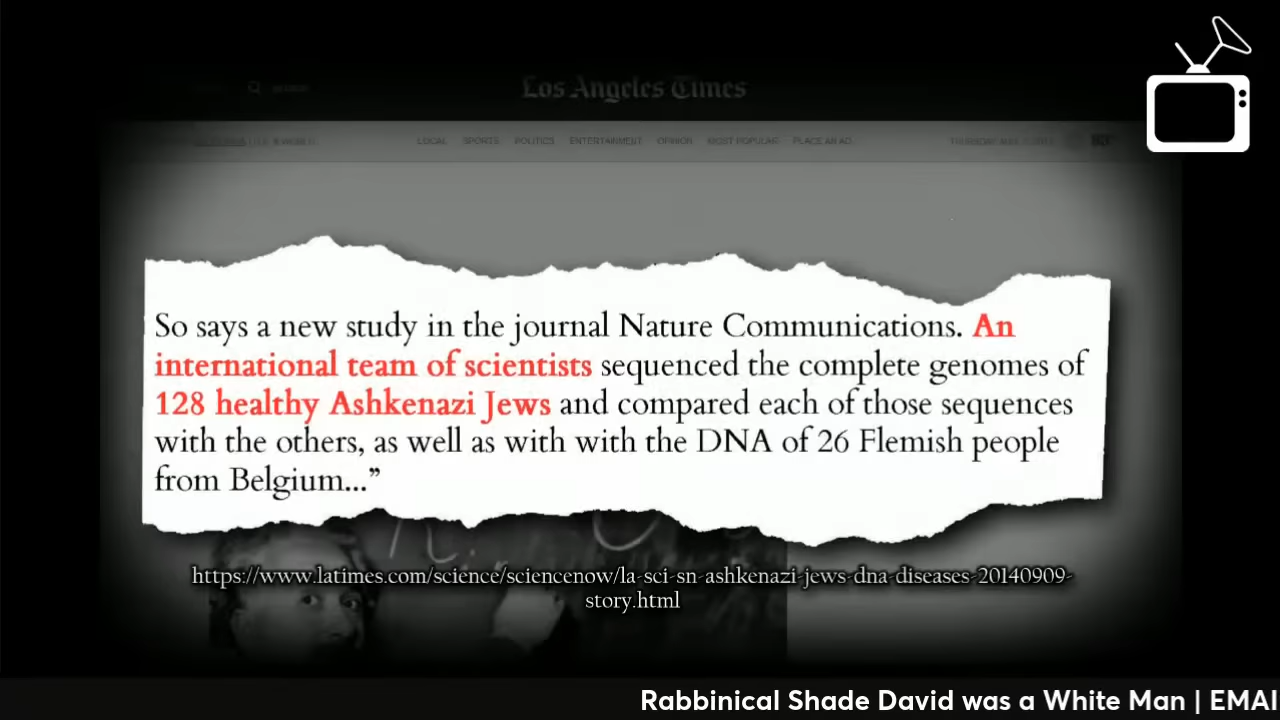 Los Angeles Times
LOCAL SPORTS POLITICS ENTERTAINMENT OPINION MOST POPULAR PLACE AN AD
So says a new study in the journal Nature Communications. An
international team of scientists sequenced the complete genomes of
128 healthy Ashkenazi Jews and compared each of those sequences
with the others, as well as with with the DNA of 26 Flemish people
from Belgium...”
https://www.latimes.com/science/sciencenow/la-sci-sn-ashkenazi-jews-dna-diseases-20140909-
story.html
Rabbinical Shade David was a White Man | EMAI